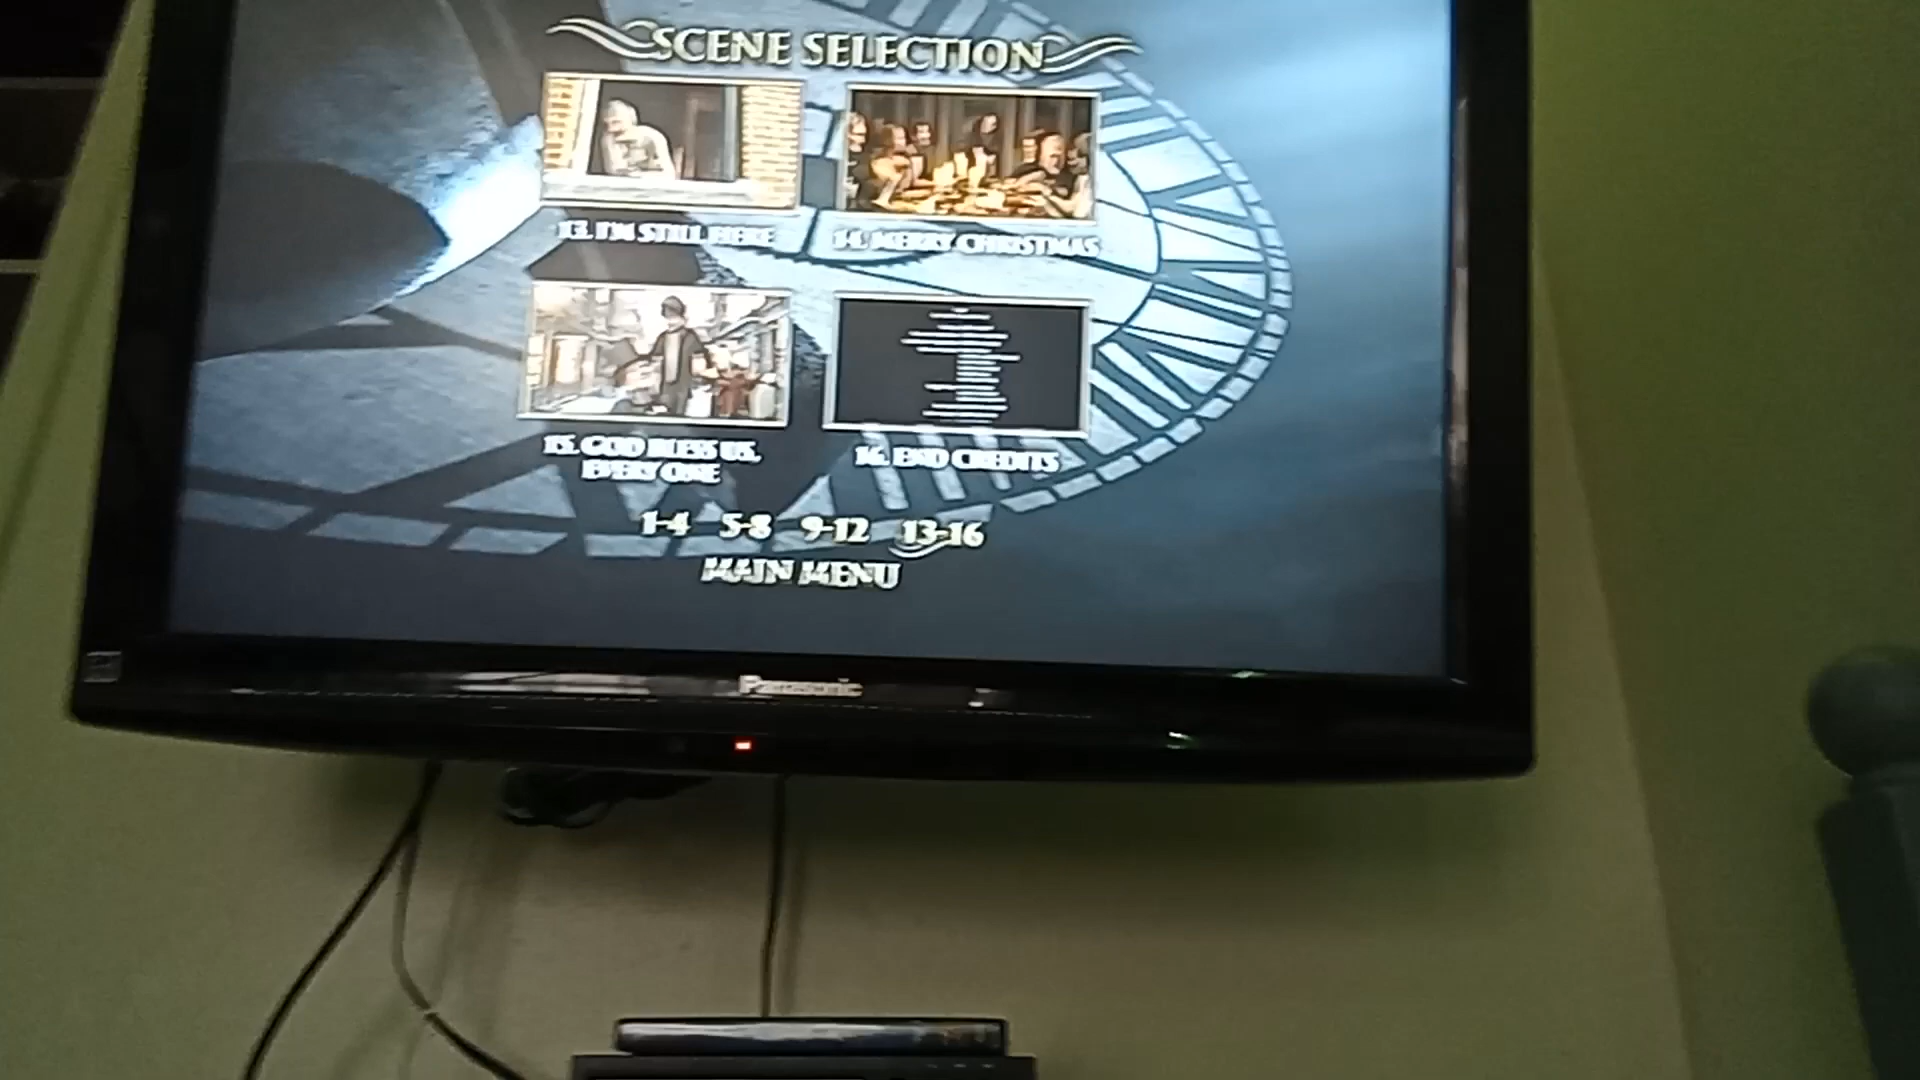 SCENE SELECTION
13. I'M STILL HERE
14. MERRY CHRISTMAS
15. GOD BLESS US,
EVERY ONE
16. END CREDITS
1-4 5-8 9-12 13-16
MAIN MENU
Panasonic